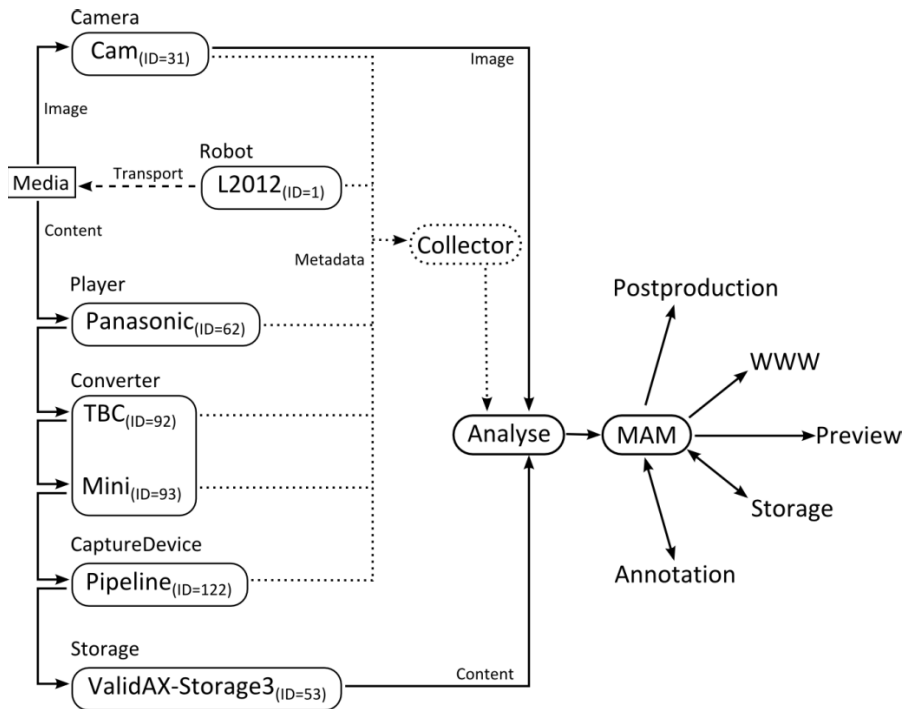 Camera
Cam(ID=31)
Image
Image
Robot
Media
Transport
L2012(ID=1)
Content
Collector
Metadata
Player
Panasonic(ID=62)
Postproduction
WWW
Converter
TBC(ID=92)
Analyse
MAM
Preview
Mini(ID=93)
Storage
CaptureDevice
Pipeline(ID=122)
Annotation
Storage
Content
ValidAX-Storage3(ID=53)